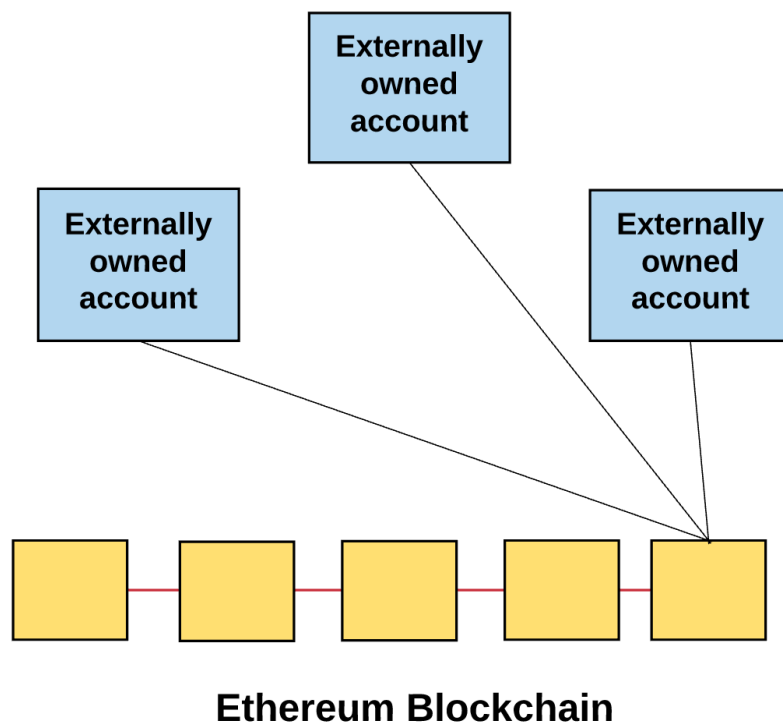 Externally
owned
account
Externally
owned
account
Externally
owned
account
Ethereum Blockchain